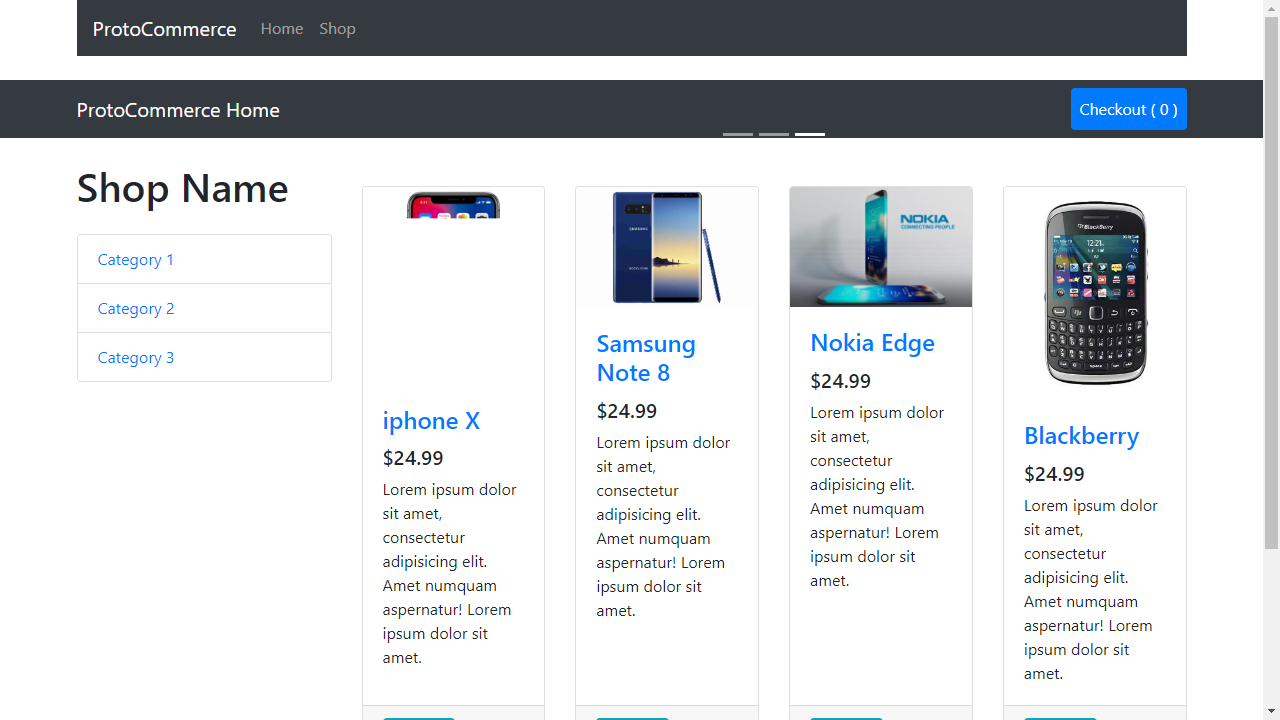 ProtoCommerce Home Shop
ProtoCommerce Home
Checkout ( 0 )
Shop Name
Category 1
Category 2
Category 3
iphone X
$24.99
Lorem ipsum dolor
sit amet,
consectetur
adipisicing elit.
Amet numquam
aspernatur! Lorem
ipsum dolor sit
amet.
SAMSUNG
Samsung
Note 8
$24.99
Lorem ipsum dolor
sit amet,
consectetur
adipisicing elit.
Amet numquam
aspernatur! Lorem
ipsum dolor sit
amet.
NOKIA
CONNECTING PEOPLE
Nokia Edge
$24.99
Lorem ipsum dolor
sit amet,
consectetur
adipisicing elit.
Amet numquam
aspernatur! Lorem
ipsum dolor sit
amet.
BlackBerry
12:21
Blackberry
$24.99
Lorem ipsum dolor
sit amet,
consectetur
adipisicing elit.
Amet numquam
aspernatur! Lorem
ipsum dolor sit
amet.